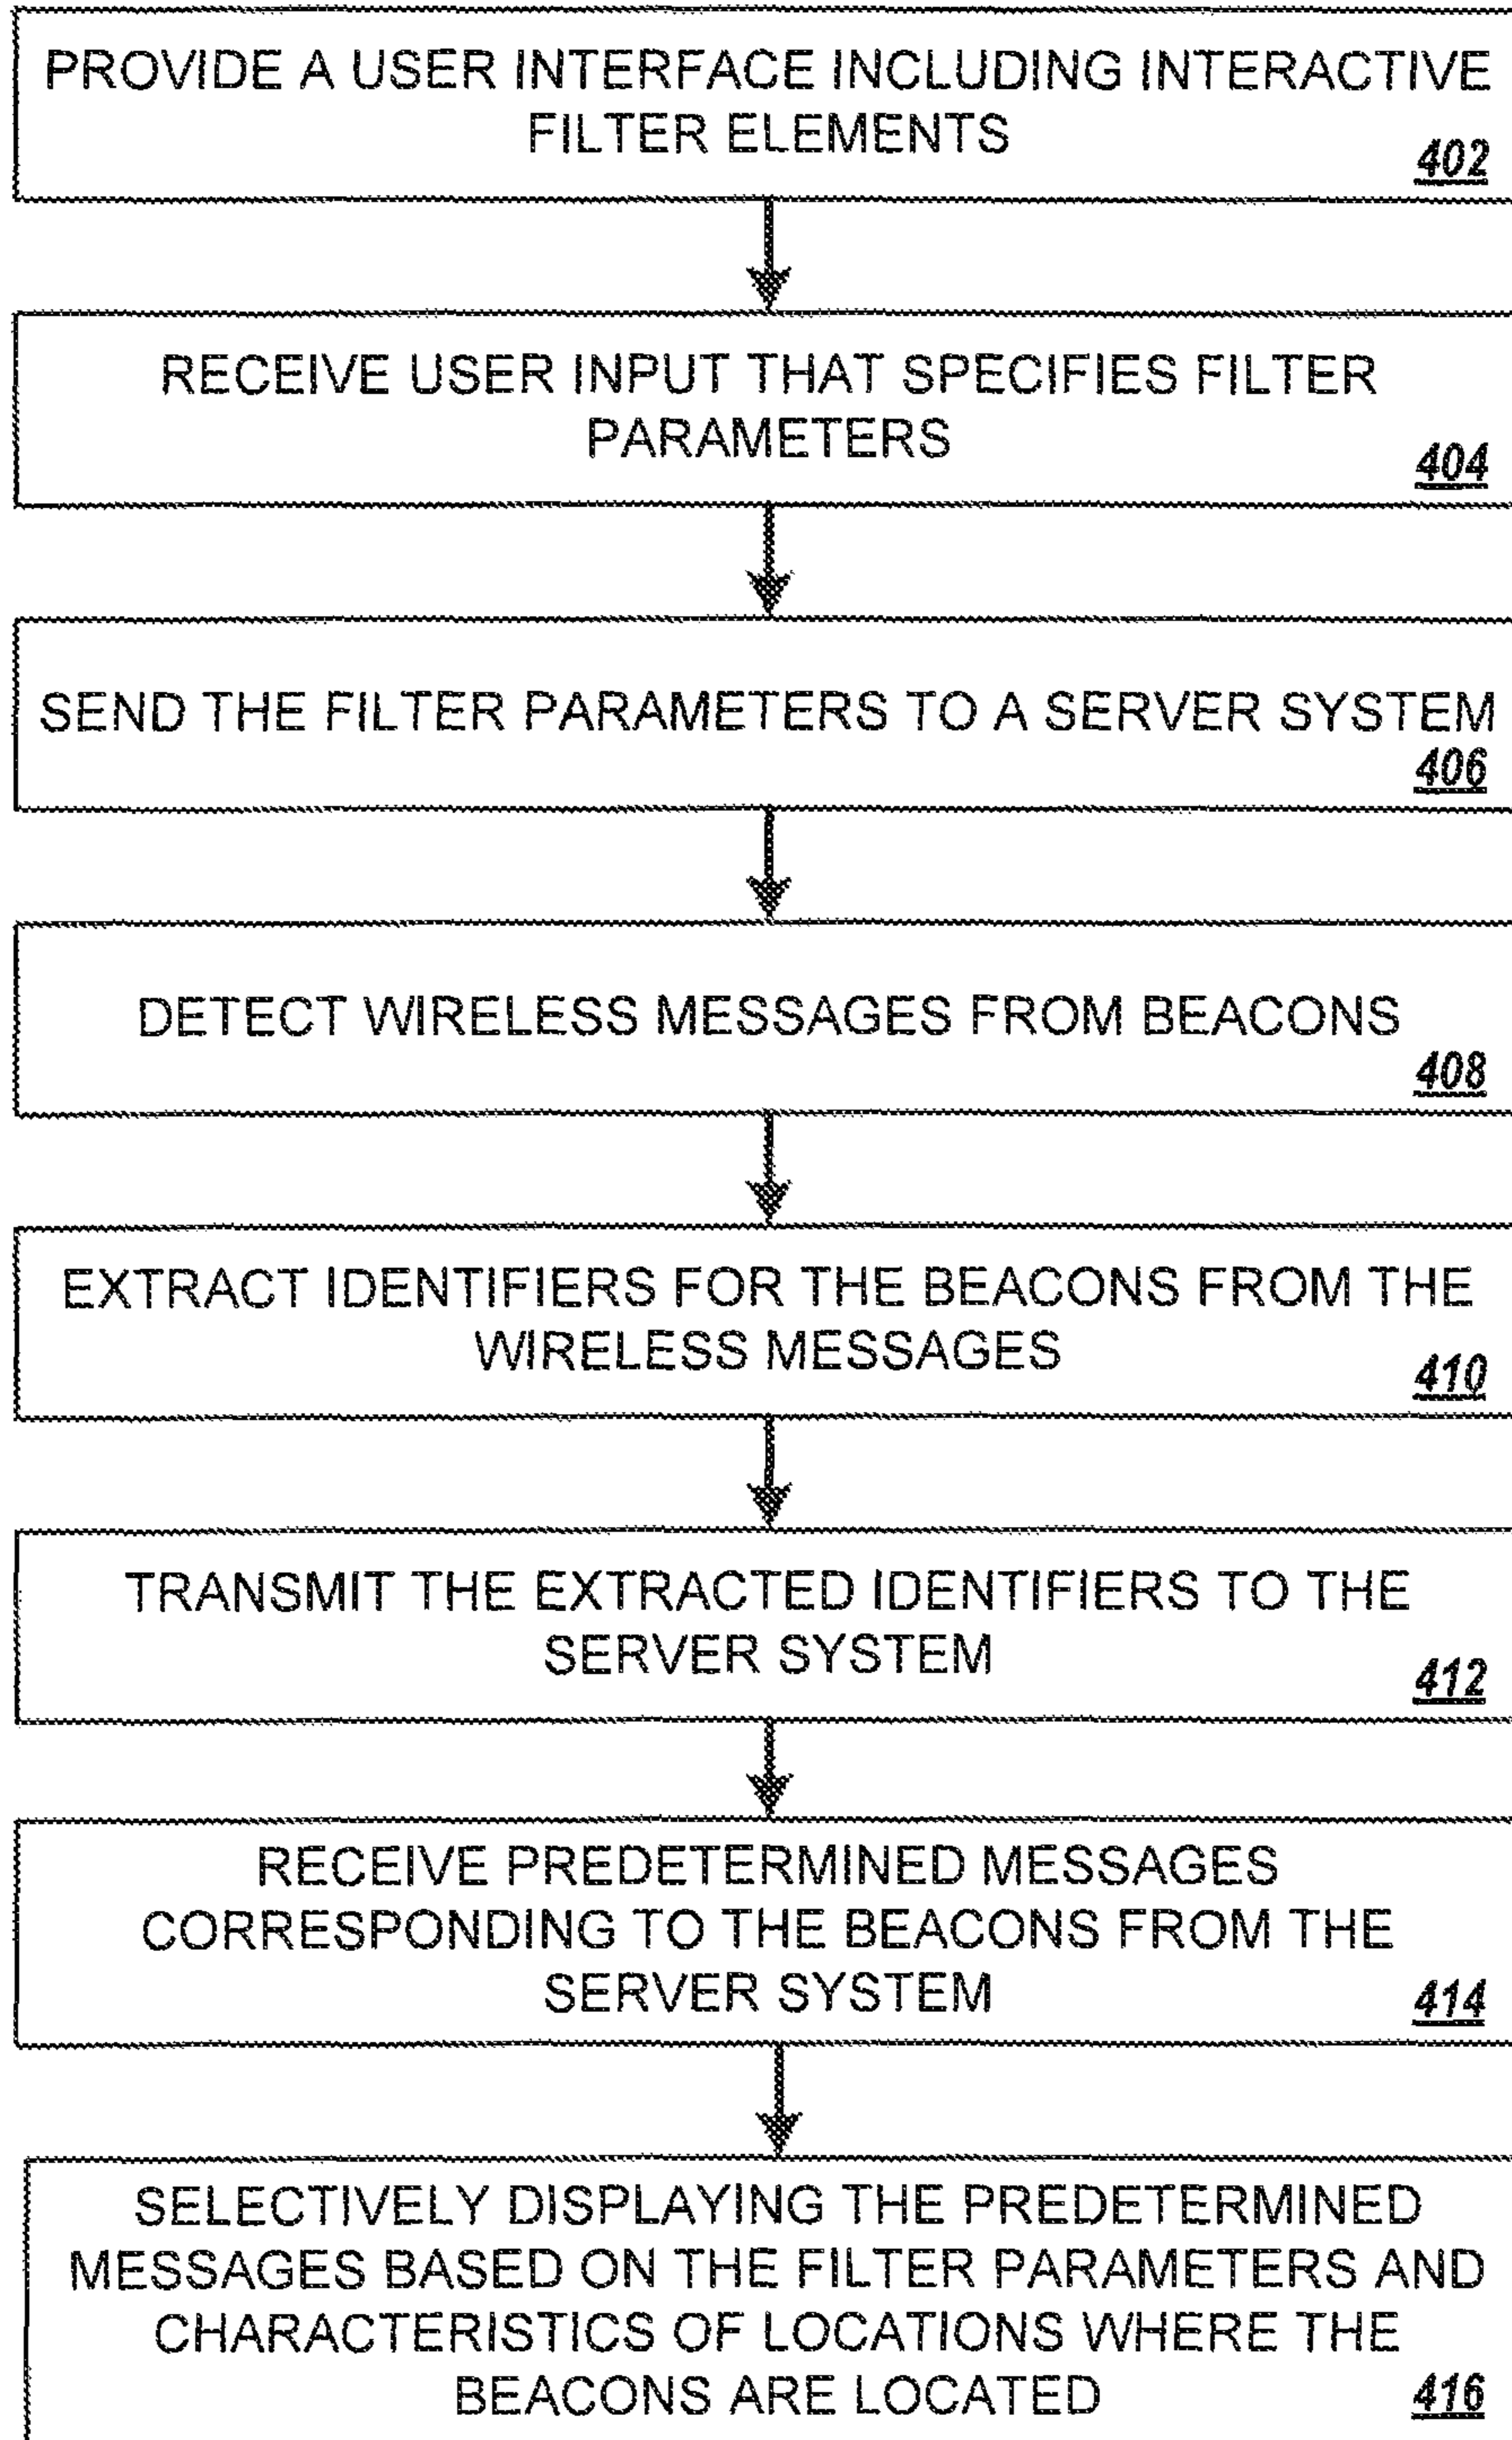 PROVIDE A USER INTERFACE INCLUDING INTERACTIVE
FILTER ELEMENTS
402
RECEIVE USER INPUT THAT SPECIFIES FILTER
PARAMETERS
404
SEND THE FILTER PARAMETERS TO A SERVER SYSTEM
406
DETECT WIRELESS MESSAGES FROM BEACONS
408
EXTRACT IDENTIFIERS FOR THE BEACONS FROM THE
WIRELESS MESSAGES
410
TRANSMIT THE EXTRACTED IDENTIFIERS TO THE
SERVER SYSTEM
412
RECEIVE PREDETERMINED MESSAGES
CORRESPONDING TO THE BEACONS FROM THE
SERVER SYSTEM
414
SELECTIVELY DISPLAYING THE PREDETERMINED
MESSAGES BASED ON THE FILTER PARAMETERS AND
CHARACTERISTICS OF LOCATIONS WHERE THE
BEACONS ARE LOCATED
416